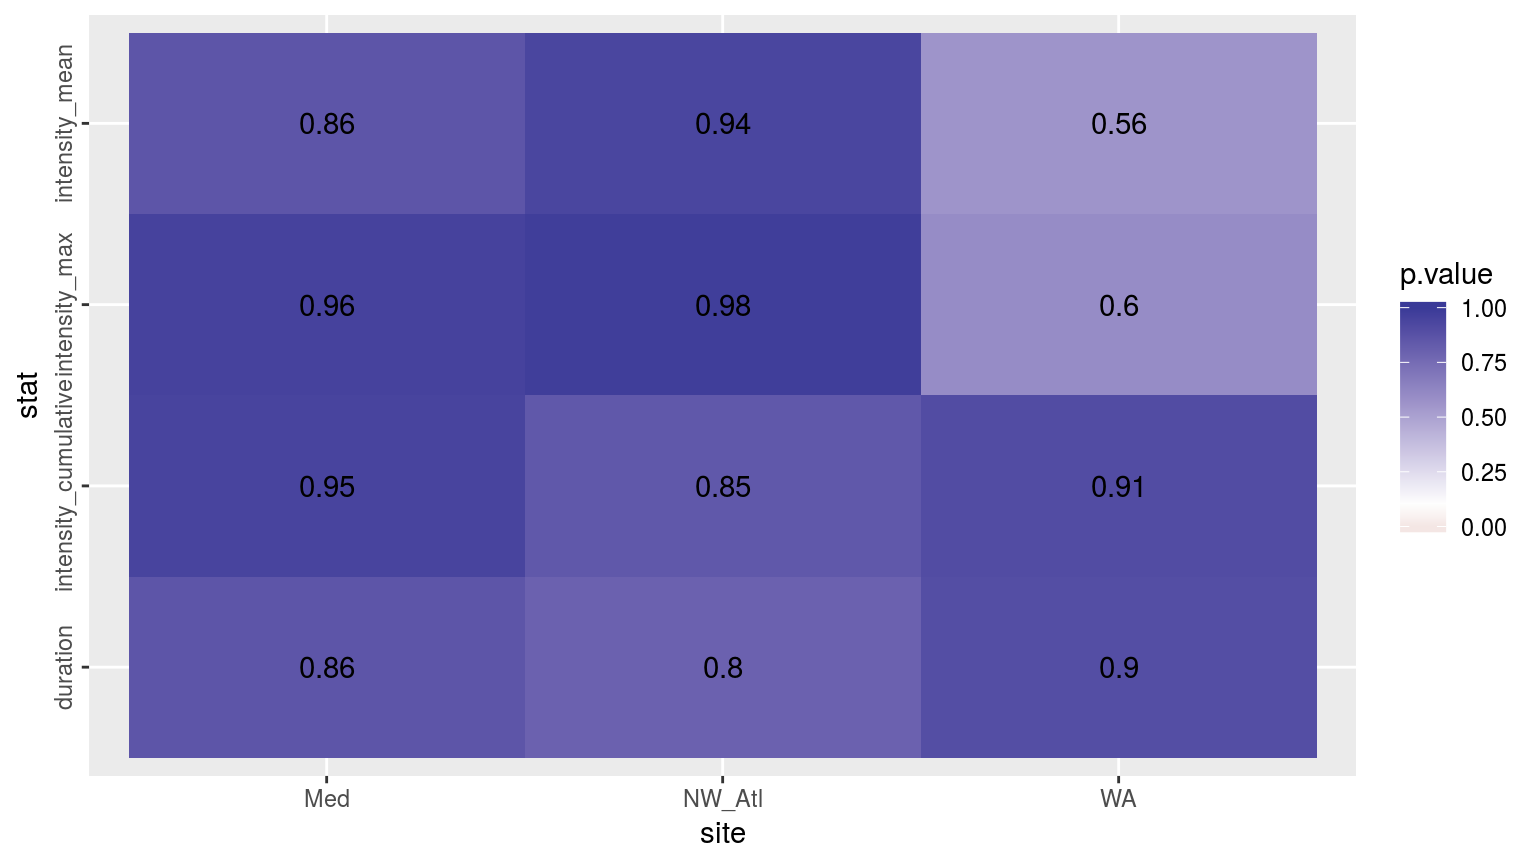 intensity_mean
intensity_max
intensity_cumulative
duration
stat
0.86 0.94 0.56
0.96 0.98 0.6
0.95 0.85 0.91
0.86 0.8 0.9
Med NW_Atl WA
site
p.value
1.00
0.75
0.50
0.25
0.00